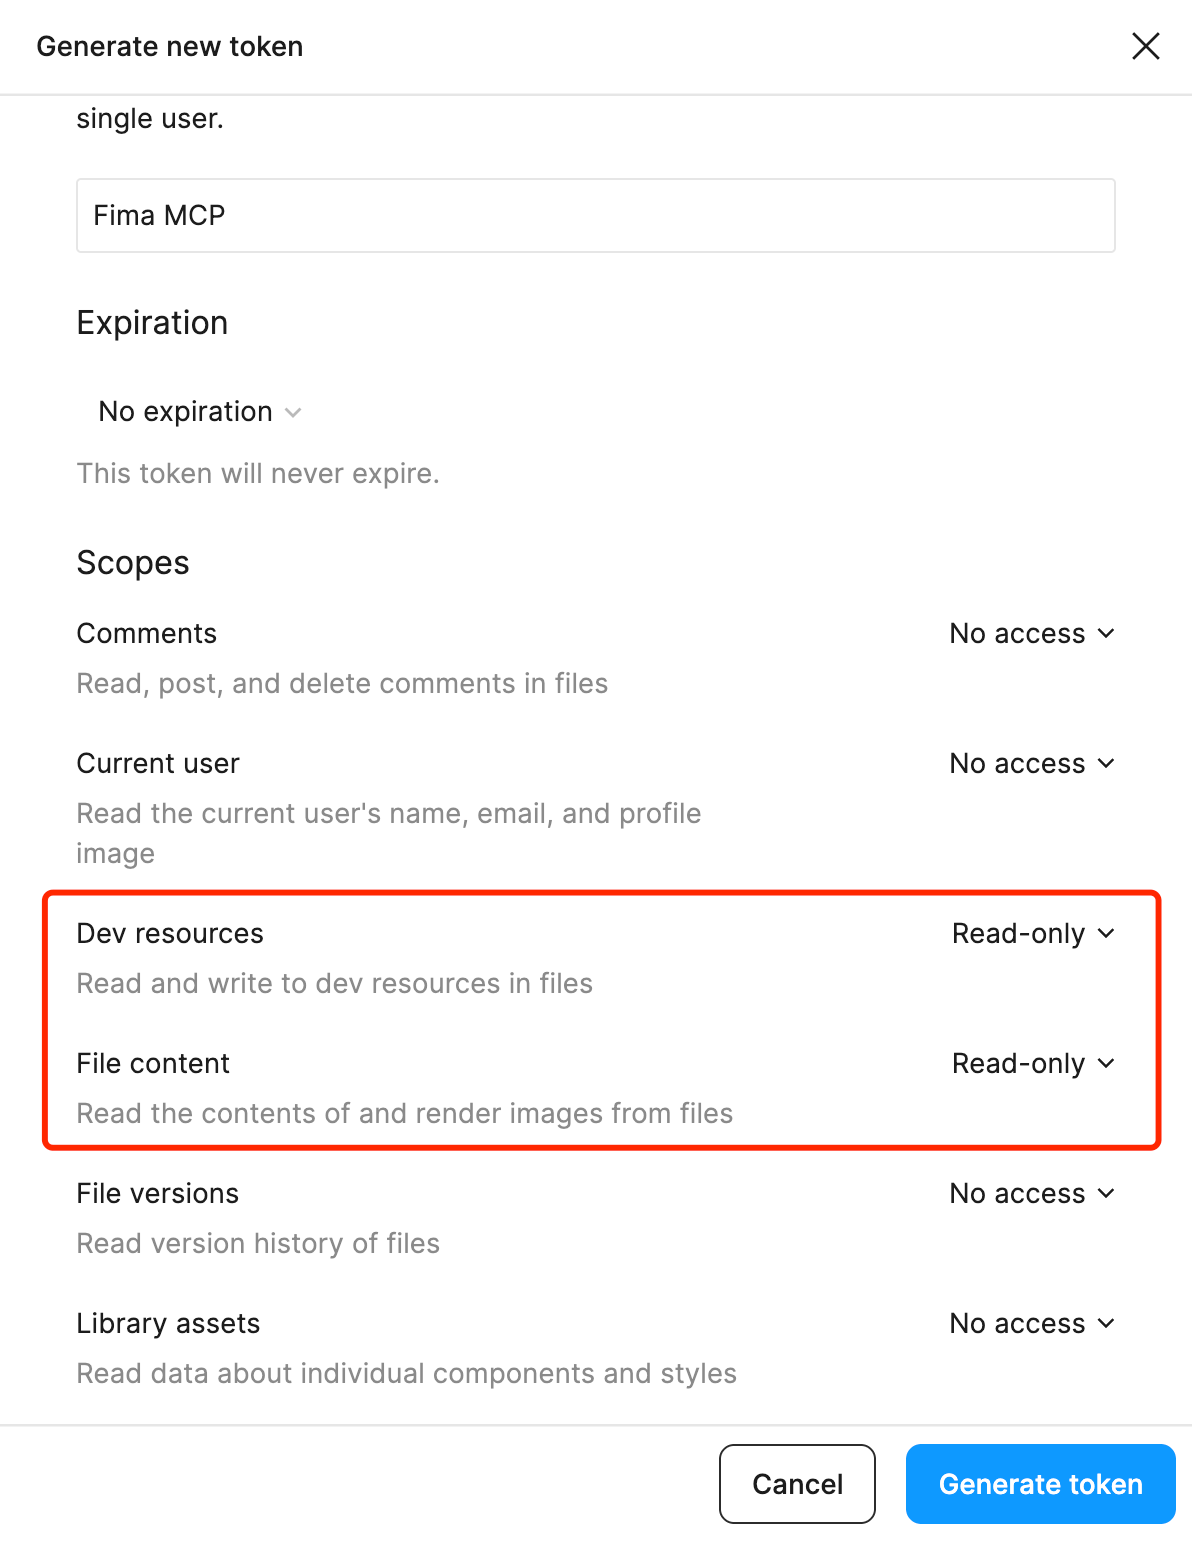 Generate new token
single user.
Fima MCP
Expiration
No expiration
This token will never expire.
Scopes
Comments
No access
Read, post, and delete comments in files
Current user
No access
Read the current user's name, email, and profile
image
Dev resources
Read-only
Read and write to dev resources in files
File content
Read-only
Read the contents of and render images from files
File versions
No access
Read version history of files
Library assets
No access
Read data about individual components and styles
Cancel
Generate token